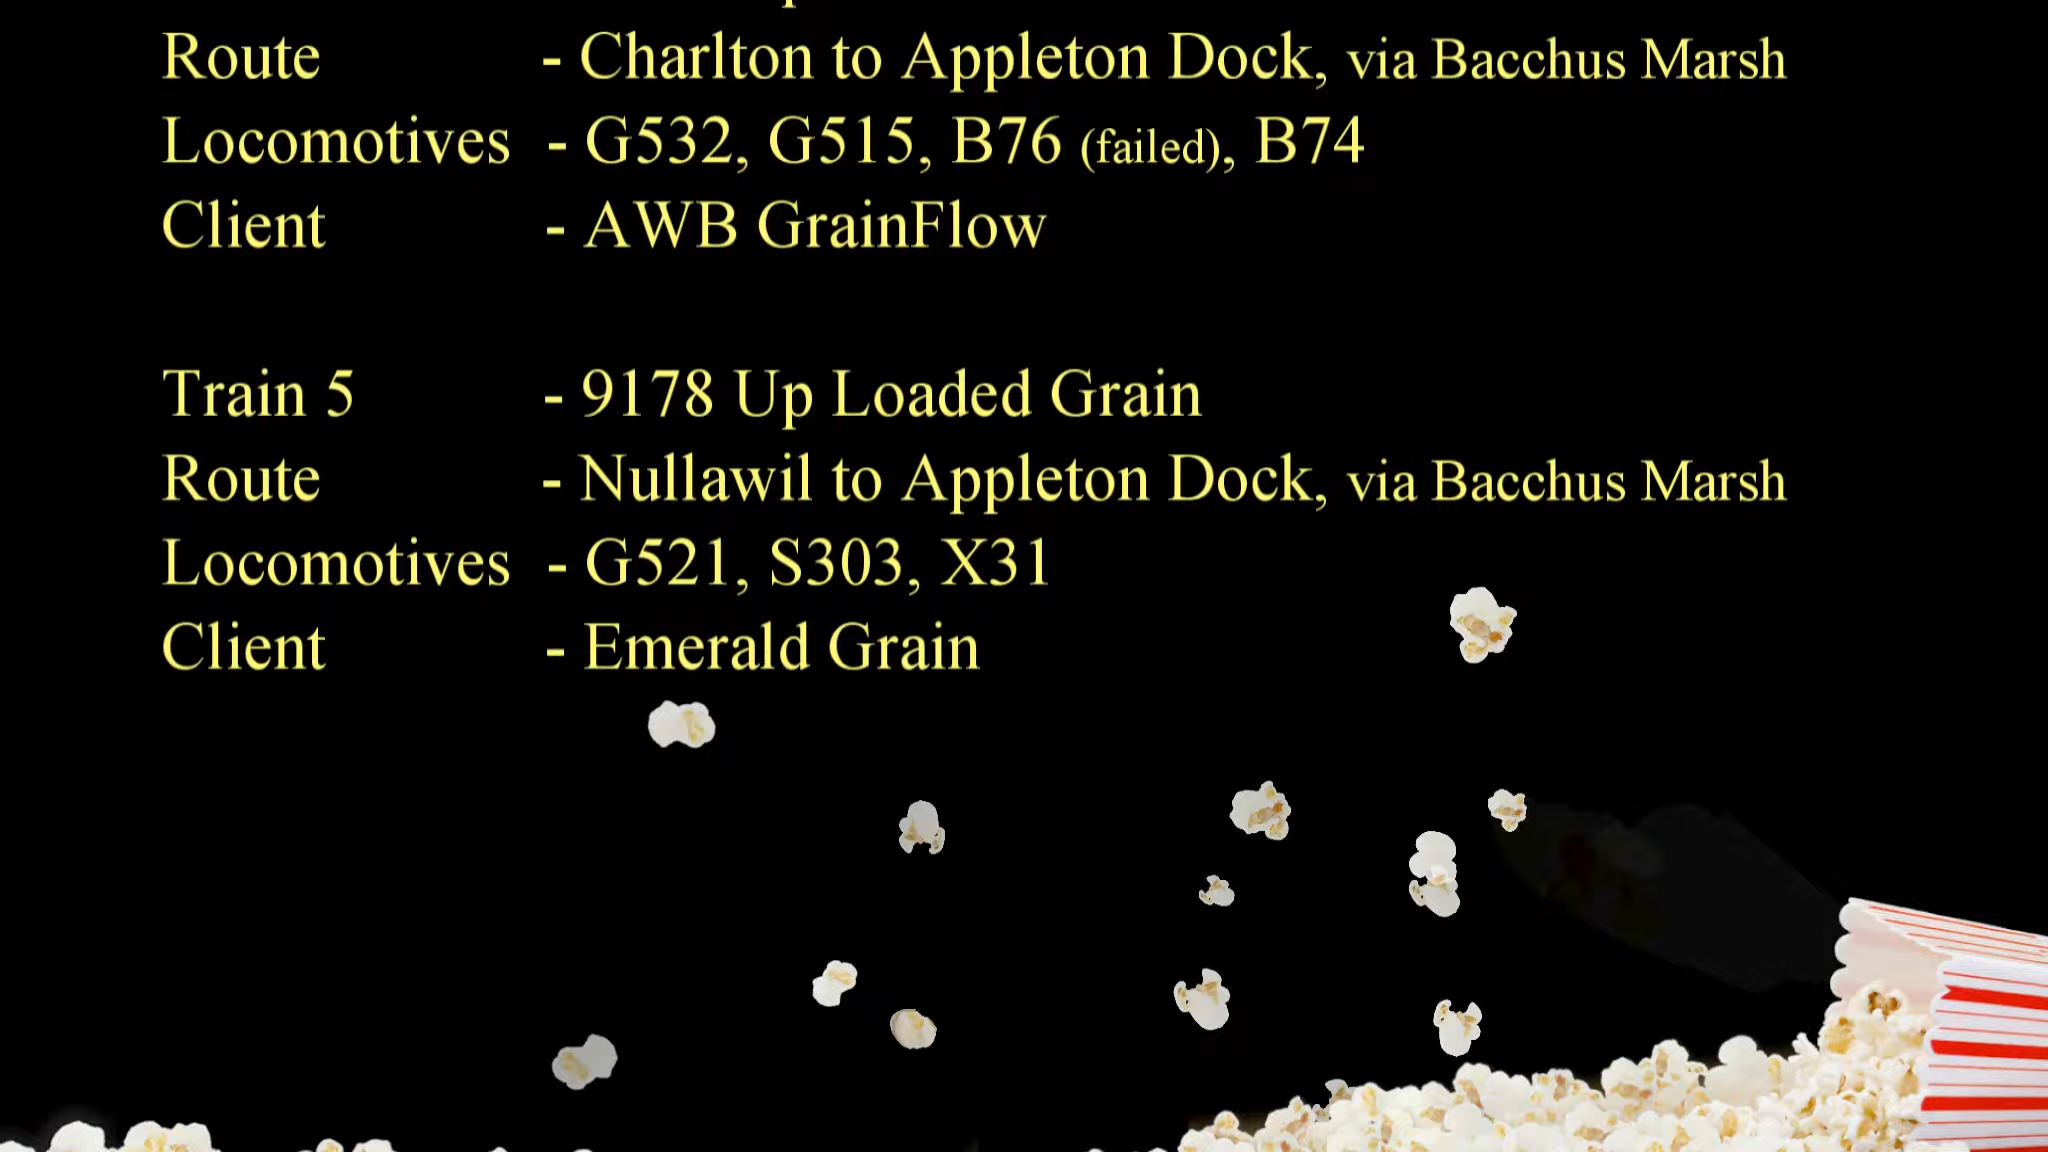 Route - Charlton to Appleton Dock, via Bacchus Marsh
Locomotives - G532, G515, B76 (failed), B74
Client - AWB GrainFlow
Train 5 - 9178 Up Loaded Grain
Route - Nullawil to Appleton Dock, via Bacchus Marsh
Locomotives - G521, S303, X31
Client - Emerald Grain